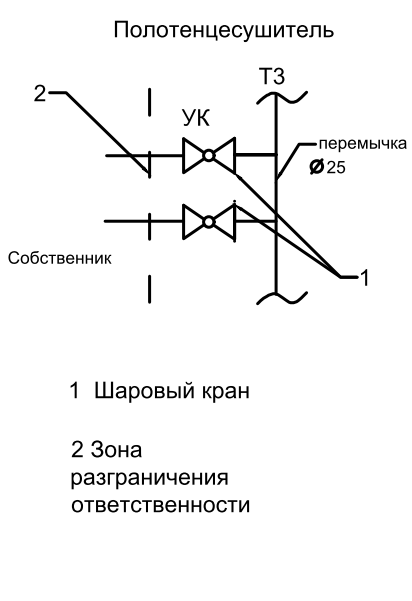 Полотенцесушитель
Т3
2
УК
перемычка
Ø25
Собственник
1
1 Шаровый кран
2 Зона
разграничения
ответственности